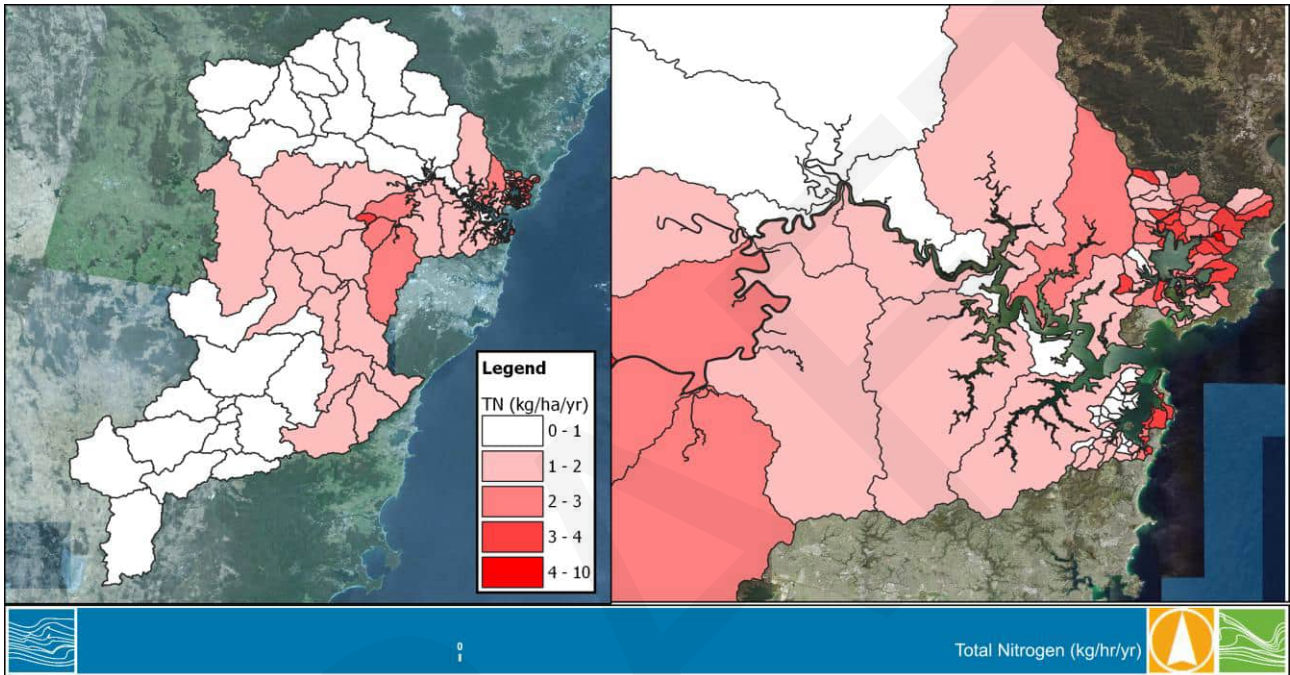 Legend
TN (kg/ha/yr)
0 - 1
1 - 2
2 - 3
3 - 4
4 - 10
0
Total Nitrogen (kg/hr/yr)